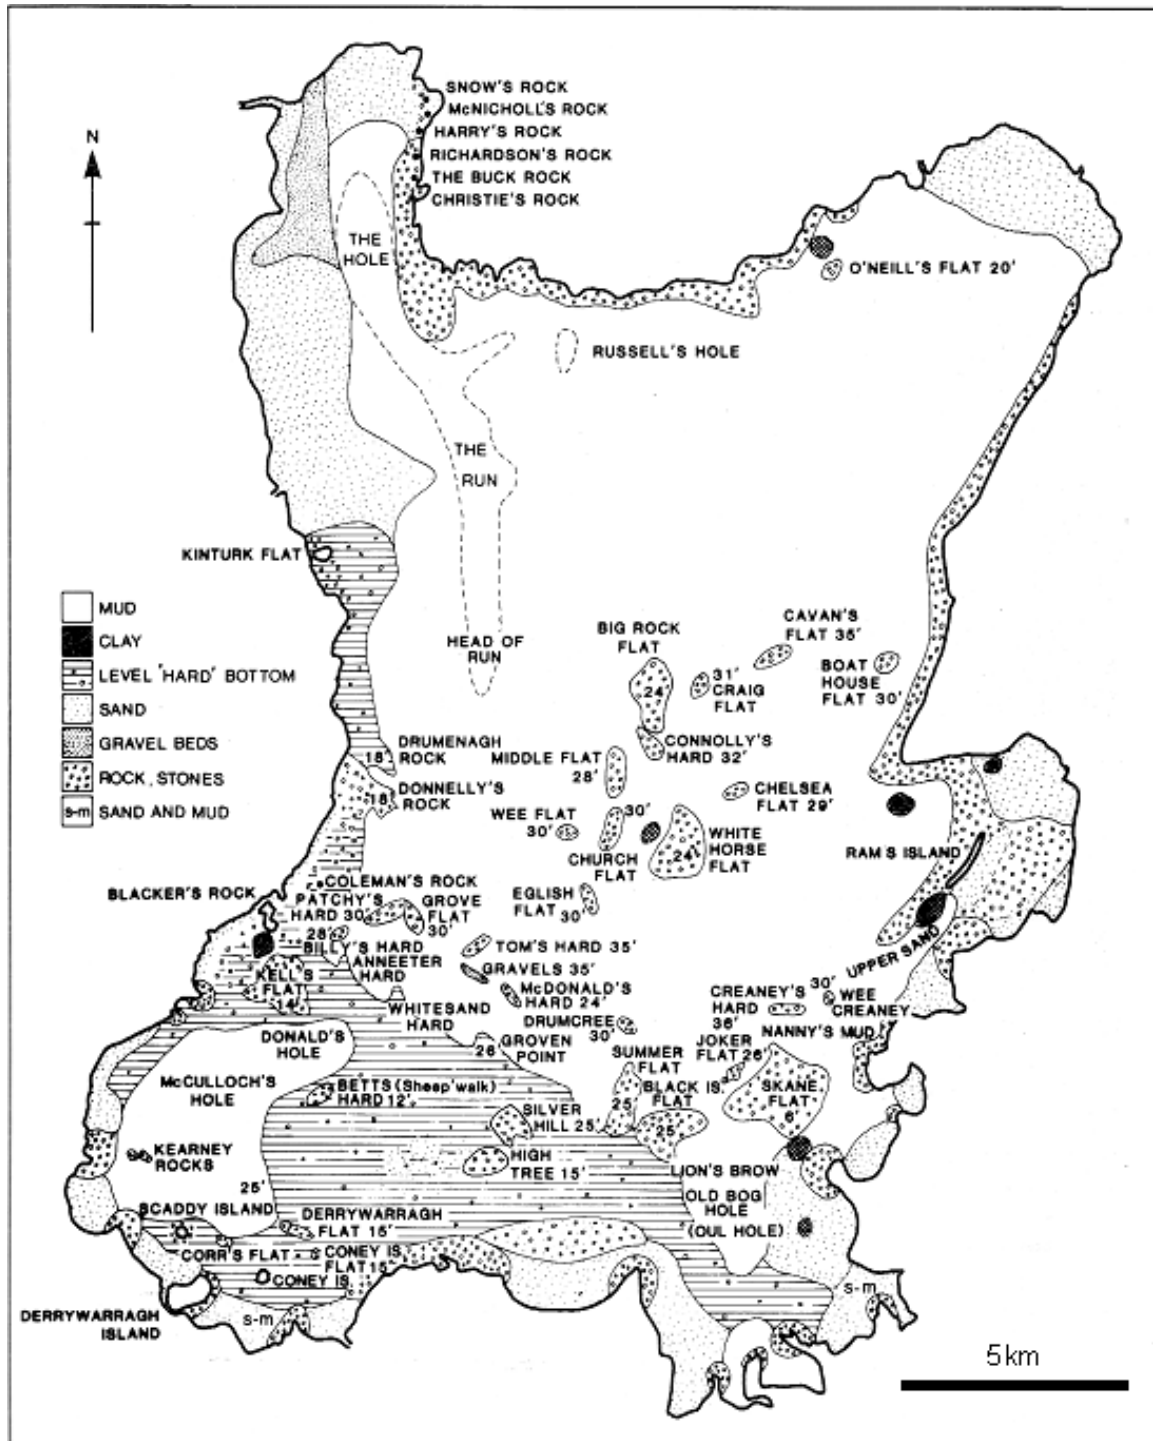 SNOW'S ROCK
McNICHOLL'S ROCK
HARRY'S ROCK
RICHARDSON'S ROCK
THE BUCK ROCK
CHRISTIE'S ROCK
N
THE
HOLE
O'NEILL'S FLAT 20'
RUSSELL'S HOLE
THE
RUN
KINTURK FLAT
MUD
CLAY
LEVEL "HARD" BOTTOM
SAND
GRAVEL BEDS
ROCK, STONES
s-m SAND AND MUD
HEAD OF
RUN
BIG ROCK
FLAT
24'
CAVAN'S
FLAT 35'
31'
CRAIG
FLAT
BOAT
HOUSE
FLAT 30'
CONNOLLY'S
HARD 32'
MIDDLE FLAT
28'
DRUMENAGH
ROCK
18'
DONNELLY'S
ROCK
18'
CHELSEA
FLAT 29'
WEE FLAT
30'
30'
CHURCH
FLAT
WHITE
HORSE
FLAT
24'
RAM'S ISLAND
BLACKER'S ROCK
COLEMAN'S ROCK
PATCHY'S
HARD 30'
GROVE
FLAT
30'
EGLISH
FLAT 30'
28'
BILLY'S HARD
ANNEETER
HARD
TOM'S HARD 35'
UPPER SAND
KELL'S
FLAT
14'
GRAVELS 35'
McDONALD'S
HARD 24'
WHITESAND
HARD
DRUMCREE
30'
CREANEY'S
HARD
36'
30'
WEE
CREANEY
NANNY'S MUD
DONALD'S
HOLE
26
GROVEN
POINT
JOKER
FLAT 26'
SUMMER
FLAT
25'
McCULLOCH'S
HOLE
BETTS (Sheep'walk)
HARD 12'
BLACK IS.
FLAT
25'
SKANE
FLAT
6'
SILVER
HILL 25'
KEARNEY
ROCKS
HIGH
TREE 15'
LION'S BROW
25'
SCADDY ISLAND
DERRYWARRAGH
FLAT 15'
OLD BOG
HOLE
(OUL HOLE)
CORR'S FLAT
CONEY IS.
FLAT 15'
CONEY IS.
DERRYWARRAGH
ISLAND
s-m
s-m
5km